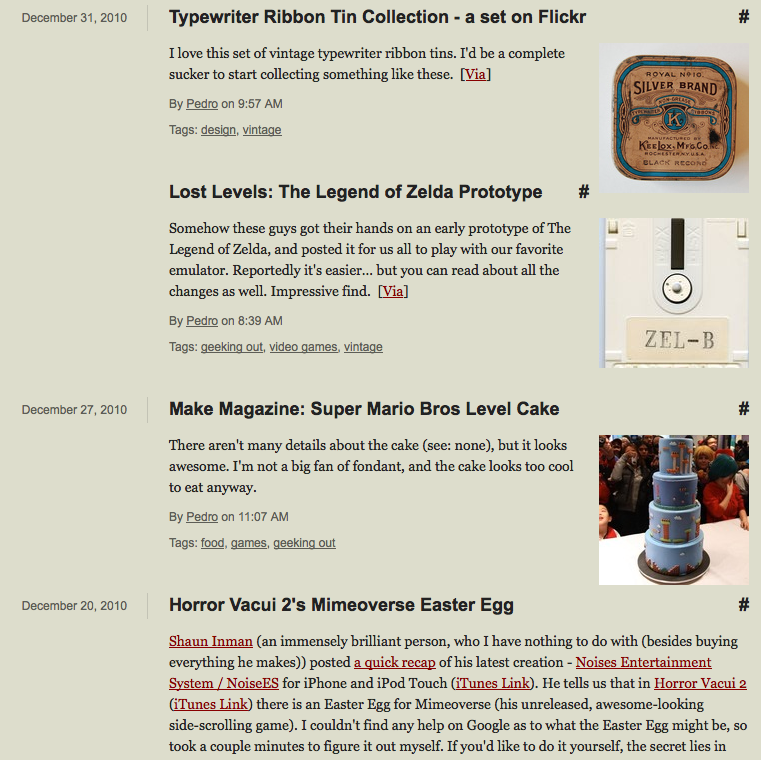 December 31, 2010
Typewriter Ribbon Tin Collection - a set on Flickr #
I love this set of vintage typewriter ribbon tins. I'd be a complete
sucker to start collecting something like these. [Via]
By Pedro on 9:57 AM
Tags: design, vintage
ROYAL Nº10.
SILVER BRAND
NON-GREASE
TYPEWRITER RIBBONS
K
MANUFACTURED BY
KEELOX MFG. CO. INC.
ROCHESTER, N.Y. U.S.A.
BLACK RECORD
Lost Levels: The Legend of Zelda Prototype #
Somehow these guys got their hands on an early prototype of The
Legend of Zelda, and posted it for us all to play with our favorite
emulator. Reportedly it's easier... but you can read about all the
changes as well. Impressive find. [Via]
By Pedro on 8:39 AM
Tags: geeking out, video games, vintage
ZEL-B
December 27, 2010
Make Magazine: Super Mario Bros Level Cake #
There aren't many details about the cake (see: none), but it looks
awesome. I'm not a big fan of fondant, and the cake looks too cool
to eat anyway.
By Pedro on 11:07 AM
Tags: food, games, geeking out
December 20, 2010
Horror Vacui 2's Mimeoverse Easter Egg #
Shaun Inman (an immensely brilliant person, who I have nothing to do with (besides buying
everything he makes)) posted a quick recap of his latest creation - Noises Entertainment
System / NoiseES for iPhone and iPod Touch (iTunes Link). He tells us that in Horror Vacui 2
(iTunes Link) there is an Easter Egg for Mimeoverse (his unreleased, awesome-looking
side-scrolling game). I couldn't find any help on Google as to what the Easter Egg might be, so
took a couple minutes to figure it out myself. If you'd like to do it yourself, the secret lies in